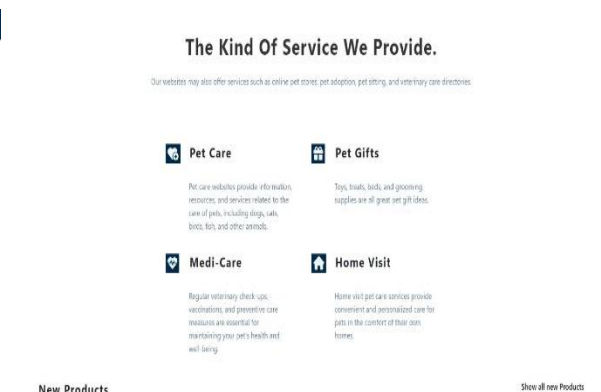 The Kind Of Service We Provide.
Our websites may also offer services such as online pet stores, pet adoption, pet sitting, and veterinary care directories.
Pet Care
Pet care websites provide information,
resources, and services related to the
care of pets, including dogs, cats,
birds, fish, and other animals.
Pet Gifts
Toys, treats, beds, and grooming
supplies are all great pet gift ideas.
Medi-Care
Regular veterinary check-ups,
vaccinations, and preventive care
measures are essential for
maintaining your pet's health and
well-being.
Home Visit
Home visit pet care services provide
convenient and personalized care for
pets in the comfort of their own
homes.
New Products
Show all new Products